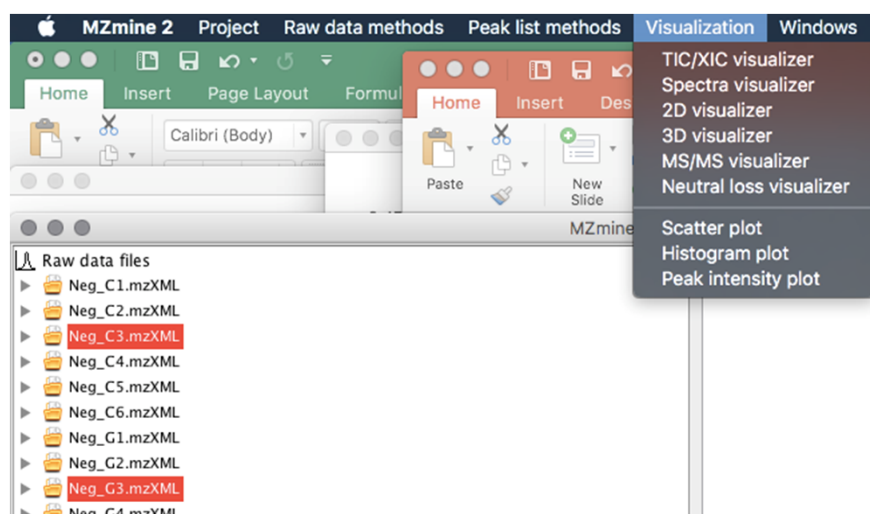 MZmine 2 Project Raw data methods Peak list methods Visualization Windows
TIC/XIC visualizer
Spectra visualizer
2D visualizer
3D visualizer
MS/MS visualizer
Neutral loss visualizer
Scatter plot
Histogram plot
Peak intensity plot
Home Insert Page Layout Formul
Calibri (Body)
Home Insert Des
Paste
New
Slide
MZmine
Raw data files
Neg_C1.mzXML
Neg_C2.mzXML
Neg_C3.mzXML
Neg_C4.mzXML
Neg_C5.mzXML
Neg_C6.mzXML
Neg_G1.mzXML
Neg_G2.mzXML
Neg_G3.mzXML
Neg_G4.mzXML